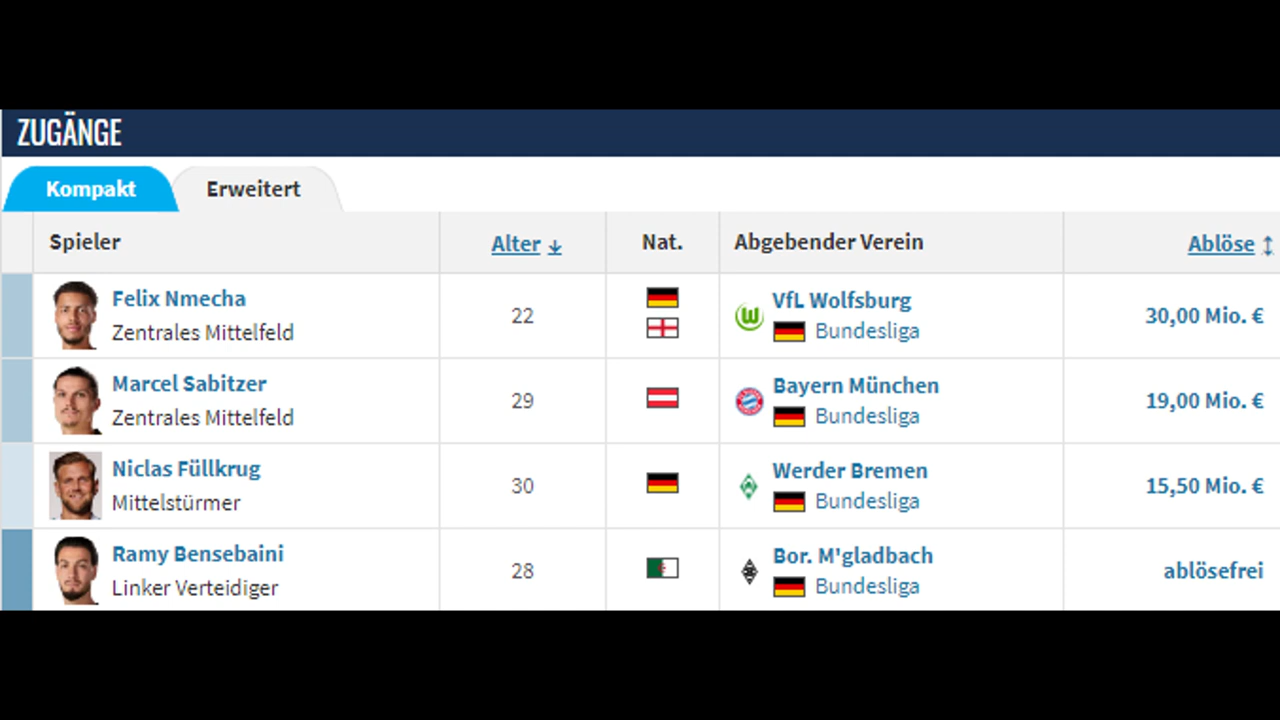 ZUGÄNGE
Kompakt Erweitert
Spieler Alter Nat. Abgebender Verein Ablöse
Felix Nmecha
Zentrales Mittelfeld
22
VfL Wolfsburg
Bundesliga
30,00 Mio. €
Marcel Sabitzer
Zentrales Mittelfeld
29
Bayern München
Bundesliga
19,00 Mio. €
Niclas Füllkrug
Mittelstürmer
30
Werder Bremen
Bundesliga
15,50 Mio. €
Ramy Bensebaini
Linker Verteidiger
28
Bor. M'gladbach
Bundesliga
ablösefrei